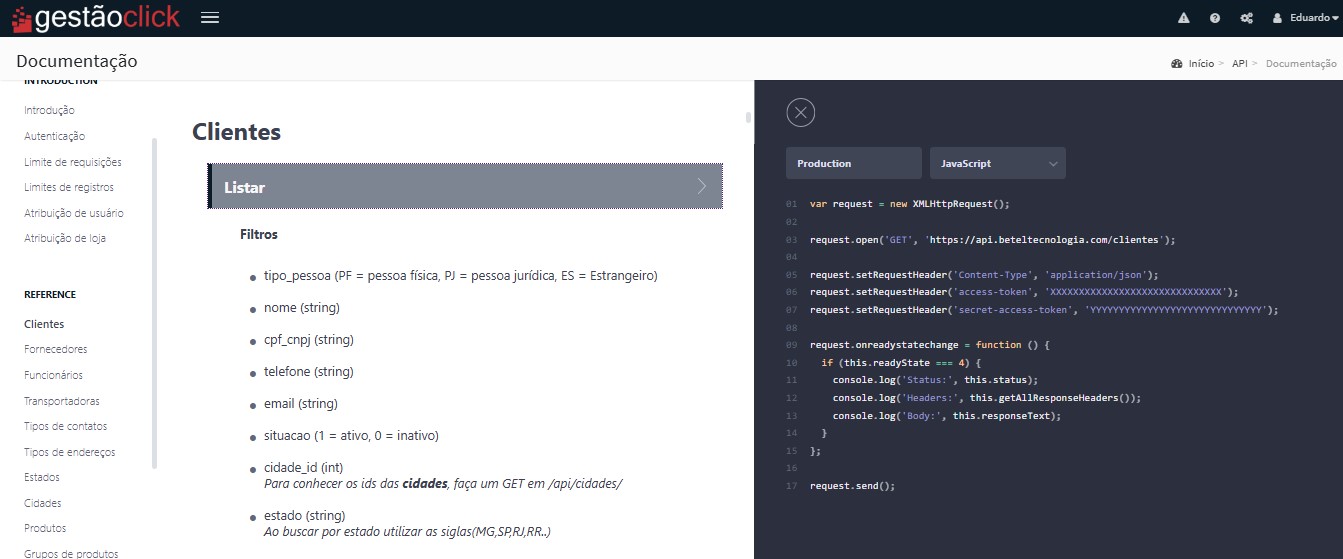 gestãoclick
Eduardo
Documentação
Início > API > Documentação
INTRODUCTION
Introdução
Autenticação
Limite de requisições
Limites de registros
Atribuição de usuário
Atribuição de loja
REFERENCE
Clientes
Fornecedores
Funcionários
Transportadoras
Tipos de contatos
Tipos de endereços
Estados
Cidades
Produtos
Grupos de produtos
Clientes
Listar
Filtros
tipo_pessoa (PF = pessoa física, PJ = pessoa jurídica, ES = Estrangeiro)
nome (string)
cpf_cnpj (string)
telefone (string)
email (string)
situacao (1 = ativo, 0 = inativo)
cidade_id (int)
Para conhecer os ids das cidades, faça um GET em /api/cidades/
estado (string)
Ao buscar por estado utilizar as siglas(MG,SP,RJ,RR..)
Production
JavaScript
01 var request = new XMLHttpRequest();
02
03 request.open('GET', 'https://api.beteltecnologia.com/clientes');
04
05 request.setRequestHeader('Content-Type', 'application/json');
06 request.setRequestHeader('access-token', 'XXXXXXXXXXXXXXXXXXXXXXXXXXXXXX');
07 request.setRequestHeader('secret-access-token', 'YYYYYYYYYYYYYYYYYYYYYYYYYYYYYY');
08
09 request.onreadystatechange = function () {
10 if (this.readyState === 4) {
11 console.log('Status:', this.status);
12 console.log('Headers:', this.getAllResponseHeaders());
13 console.log('Body:', this.responseText);
14 }
15 };
16
17 request.send();